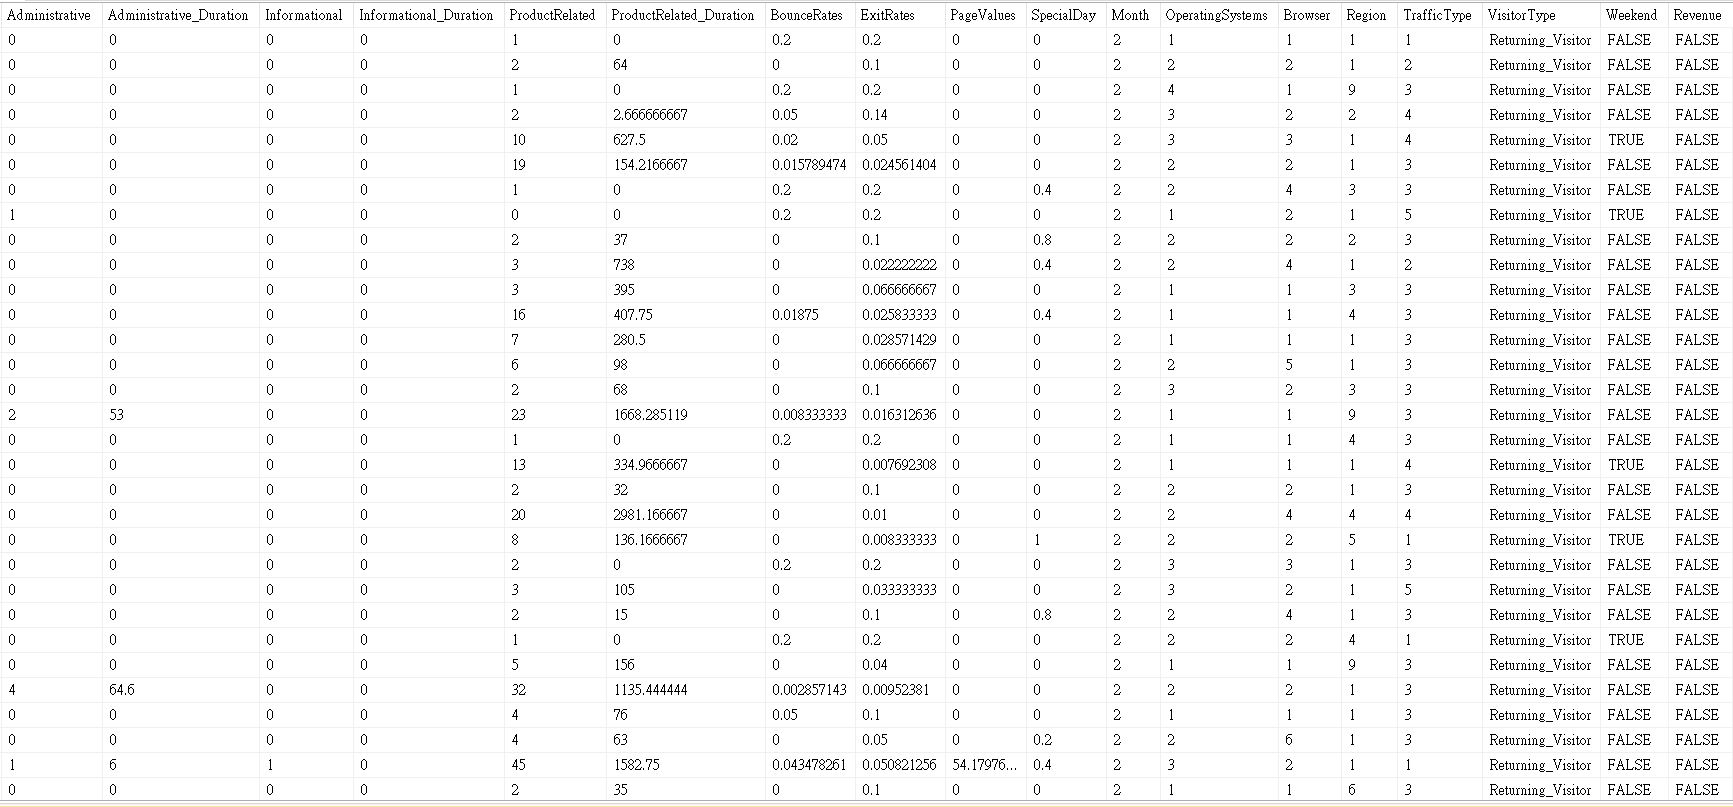 Administrative Administrative_Duration Informational Informational_Duration ProductRelated ProductRelated_Duration BounceRates ExitRates PageValues SpecialDay Month OperatingSystems Browser Region TrafficType VisitorType Weekend Revenue
0 0 0 0 1 0 0.2 0.2 0 0 2 1 1 1 1 Returning_Visitor FALSE FALSE
0 0 0 0 2 64 0 0.1 0 0 2 2 2 1 2 Returning_Visitor FALSE FALSE
0 0 0 0 1 0 0.2 0.2 0 0 2 4 1 9 3 Returning_Visitor FALSE FALSE
0 0 0 0 2 2.666666667 0.05 0.14 0 0 2 3 2 2 4 Returning_Visitor FALSE FALSE
0 0 0 0 10 627.5 0.02 0.05 0 0 2 3 3 1 4 Returning_Visitor TRUE FALSE
0 0 0 0 19 154.2166667 0.015789474 0.024561404 0 0 2 2 2 1 3 Returning_Visitor FALSE FALSE
0 0 0 0 1 0 0.2 0.2 0 0.4 2 2 4 3 3 Returning_Visitor FALSE FALSE
1 0 0 0 0 0 0.2 0.2 0 0 2 1 2 1 5 Returning_Visitor TRUE FALSE
0 0 0 0 2 37 0 0.1 0 0.8 2 2 2 2 3 Returning_Visitor FALSE FALSE
0 0 0 0 3 738 0 0.022222222 0 0.4 2 2 4 1 2 Returning_Visitor FALSE FALSE
0 0 0 0 3 395 0 0.066666667 0 0 2 1 1 3 3 Returning_Visitor FALSE FALSE
0 0 0 0 16 407.75 0.01875 0.025833333 0 0.4 2 1 1 4 3 Returning_Visitor FALSE FALSE
0 0 0 0 7 280.5 0 0.028571429 0 0 2 1 1 1 3 Returning_Visitor FALSE FALSE
0 0 0 0 6 98 0 0.066666667 0 0 2 2 5 1 3 Returning_Visitor FALSE FALSE
0 0 0 0 2 68 0 0.1 0 0 2 3 2 3 3 Returning_Visitor FALSE FALSE
2 53 0 0 23 1668.285119 0.008333333 0.016312636 0 0 2 1 1 9 3 Returning_Visitor FALSE FALSE
0 0 0 0 1 0 0.2 0.2 0 0 2 1 1 4 3 Returning_Visitor FALSE FALSE
0 0 0 0 13 334.9666667 0 0.007692308 0 0 2 1 1 1 4 Returning_Visitor TRUE FALSE
0 0 0 0 2 32 0 0.1 0 0 2 2 2 1 3 Returning_Visitor FALSE FALSE
0 0 0 0 20 2981.166667 0 0.01 0 0 2 2 4 4 4 Returning_Visitor FALSE FALSE
0 0 0 0 8 136.1666667 0 0.008333333 0 1 2 2 2 5 1 Returning_Visitor TRUE FALSE
0 0 0 0 2 0 0.2 0.2 0 0 2 3 3 1 3 Returning_Visitor FALSE FALSE
0 0 0 0 3 105 0 0.033333333 0 0 2 3 2 1 5 Returning_Visitor FALSE FALSE
0 0 0 0 2 15 0 0.1 0 0.8 2 2 4 1 3 Returning_Visitor FALSE FALSE
0 0 0 0 1 0 0.2 0.2 0 0 2 2 2 4 1 Returning_Visitor TRUE FALSE
0 0 0 0 5 156 0 0.04 0 0 2 1 1 9 3 Returning_Visitor FALSE FALSE
4 64.6 0 0 32 1135.444444 0.002857143 0.00952381 0 0 2 2 2 1 3 Returning_Visitor FALSE FALSE
0 0 0 0 4 76 0.05 0.1 0 0 2 1 1 1 3 Returning_Visitor FALSE FALSE
0 0 0 0 4 63 0 0.05 0 0.2 2 2 6 1 3 Returning_Visitor FALSE FALSE
1 6 1 0 45 1582.75 0.043478261 0.050821256 54.17976... 0.4 2 3 2 1 1 Returning_Visitor FALSE FALSE
0 0 0 0 2 35 0 0.1 0 0 2 1 1 6 3 Returning_Visitor FALSE FALSE